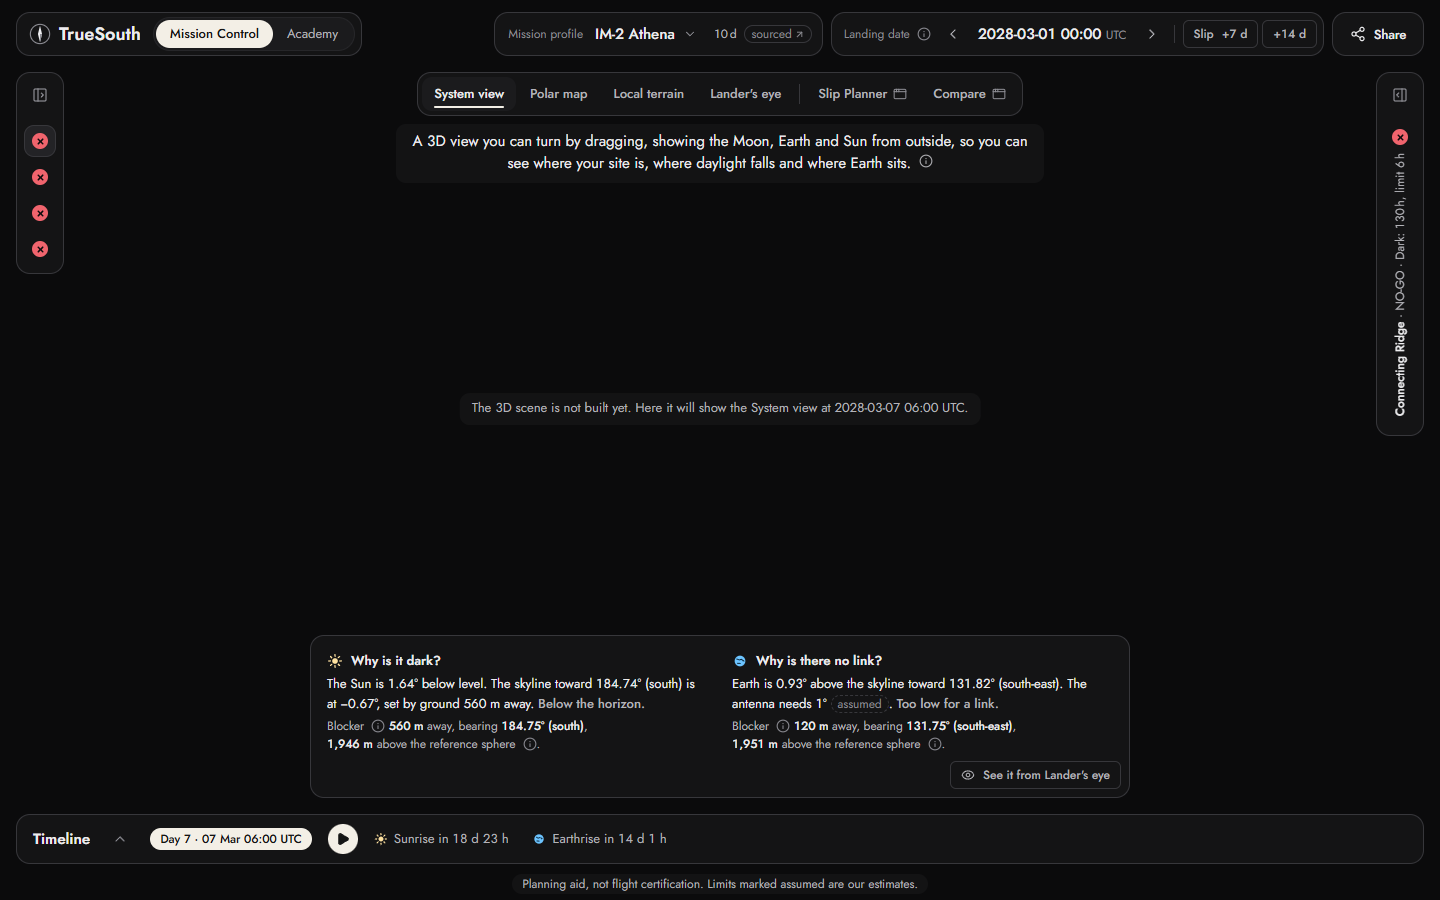 TrueSouth
Mission Control
Academy
Mission profile IM-2 Athena 10 d sourced ↗
Landing date 2028-03-01 00:00 UTC
Slip +7 d
+14 d
Share
System view
Polar map
Local terrain
Lander's eye
Slip Planner
Compare
A 3D view you can turn by dragging, showing the Moon, Earth and Sun from outside, so you can
see where your site is, where daylight falls and where Earth sits.
Connecting Ridge · NO-GO · Dark: 130 h, limit 6 h
The 3D scene is not built yet. Here it will show the System view at 2028-03-07 06:00 UTC.
Why is it dark?
The Sun is 1.64° below level. The skyline toward 184.74° (south) is
at −0.67°, set by ground 560 m away. Below the horizon.
Blocker 560 m away, bearing 184.75° (south),
1,946 m above the reference sphere .
Why is there no link?
Earth is 0.93° above the skyline toward 131.82° (south-east). The
antenna needs 1° assumed . Too low for a link.
Blocker 120 m away, bearing 131.75° (south-east),
1,951 m above the reference sphere .
See it from Lander's eye
Timeline
Day 7 · 07 Mar 06:00 UTC
Sunrise in 18 d 23 h
Earthrise in 14 d 1 h
Planning aid, not flight certification. Limits marked assumed are our estimates.